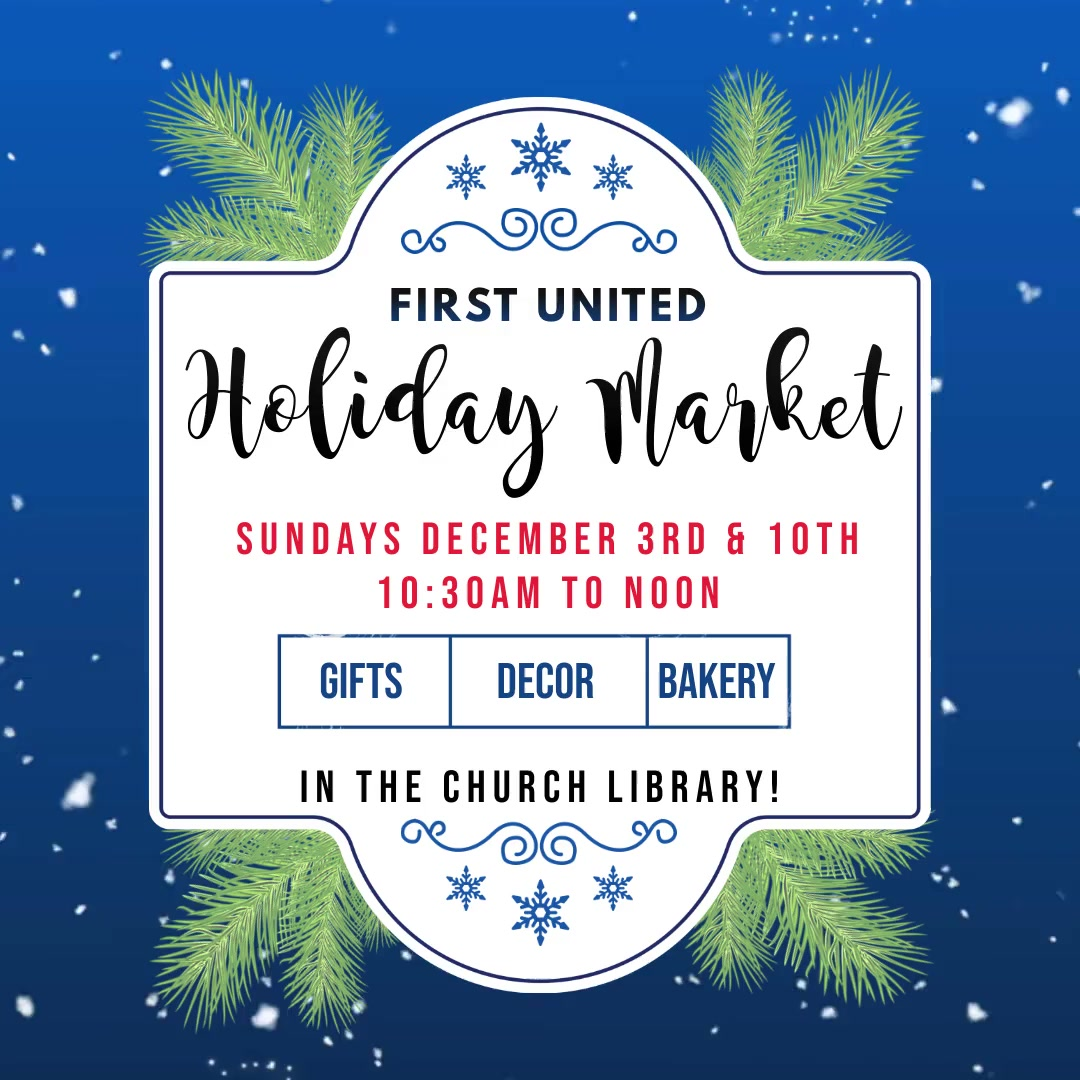 FIRST UNITED
Holiday Market
SUNDAYS DECEMBER 3RD & 10TH
10:30AM TO NOON
GIFTS DECOR BAKERY
IN THE CHURCH LIBRARY!